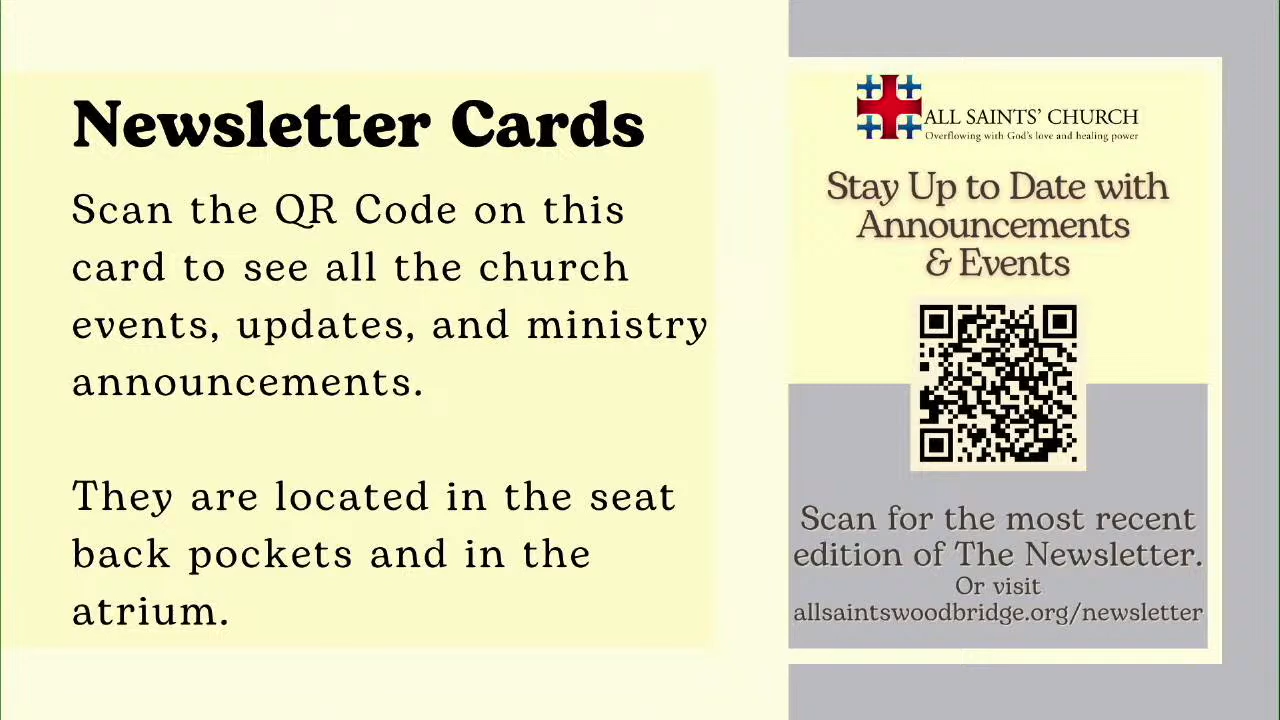 Newsletter Cards
Scan the QR Code on this
card to see all the church
events, updates, and ministry
announcements.
They are located in the seat
back pockets and in the
atrium.
ALL SAINTS' CHURCH
Overflowing with God's love and healing power
Stay Up to Date with
Announcements
& Events
Scan for the most recent
edition of The Newsletter.
Or visit
allsaintswoodbridge.org/newsletter